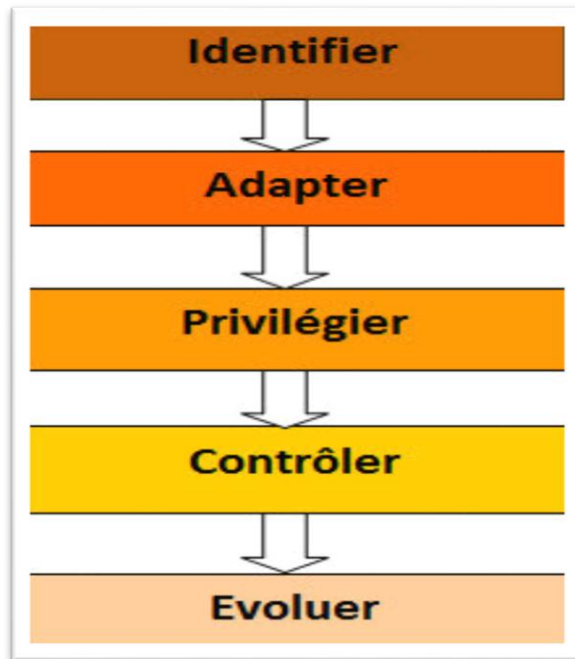 Identifier
Adapter
Privilégier
Contrôler
Evoluer